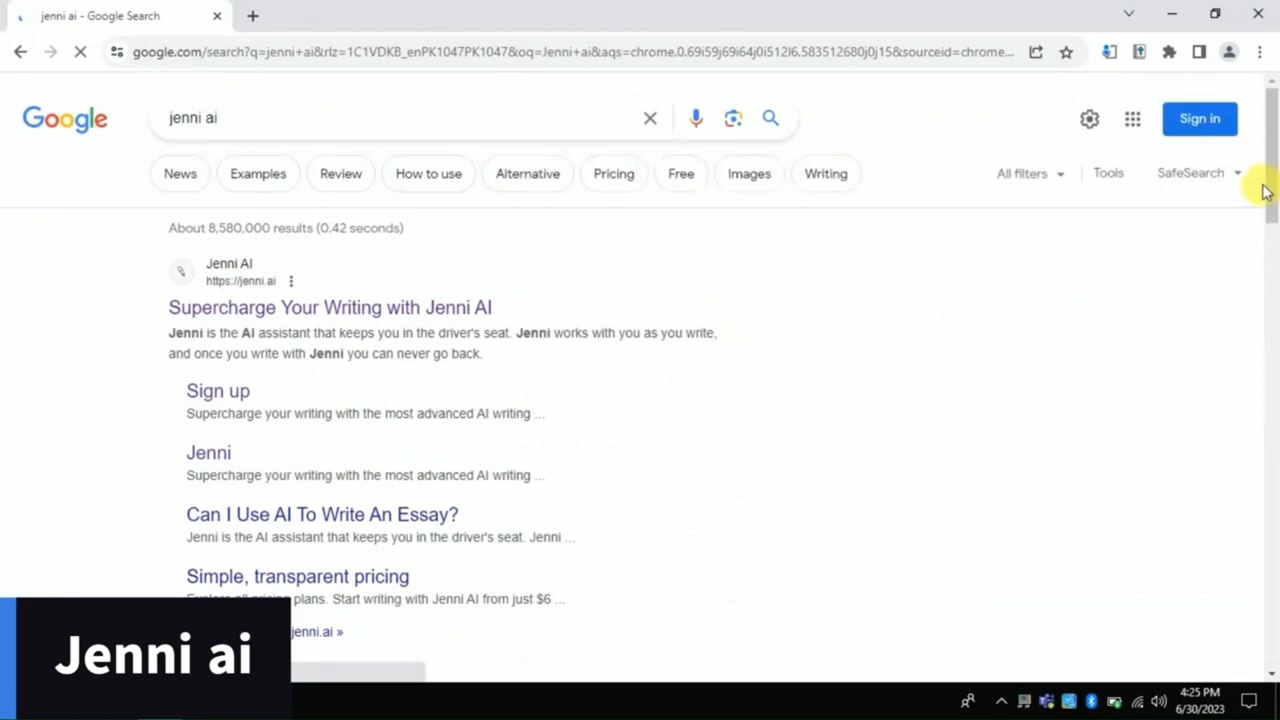 jenni ai - Google Search
google.com/search?q=jenni+ai&rlz=1C1VDKB_enPK1047PK1047&oq=Jenni+ai&aqs=chrome.0.69i59j69i64j0i512l6.583512680j0j15&sourceid=chrome...
Google
jenni ai
Sign in
News
Examples
Review
How to use
Alternative
Pricing
Free
Images
Writing
All filters
Tools
SafeSearch
About 8,580,000 results (0.42 seconds)
Jenni AI
https://jenni.ai
Supercharge Your Writing with Jenni AI
Jenni is the AI assistant that keeps you in the driver's seat. Jenni works with you as you write,
and once you write with Jenni you can never go back.
Sign up
Supercharge your writing with the most advanced AI writing ...
Jenni
Supercharge your writing with the most advanced AI writing ...
Can I Use AI To Write An Essay?
Jenni is the AI assistant that keeps you in the driver's seat. Jenni ...
Simple, transparent pricing
plans. Start writing with Jenni AI from just $6 ...
jenni.ai »
Jenni ai
4:25 PM
6/30/2023